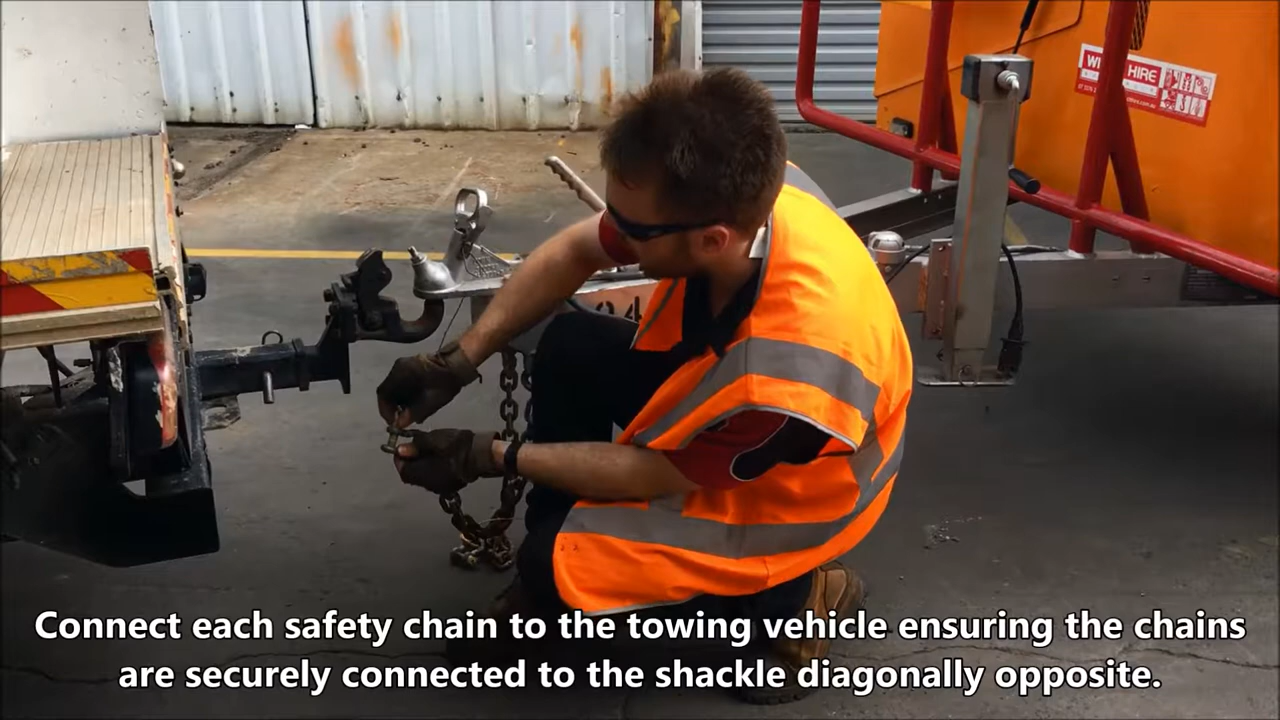 HIRE
04
Connect each safety chain to the towing vehicle ensuring the chains
are securely connected to the shackle diagonally opposite.